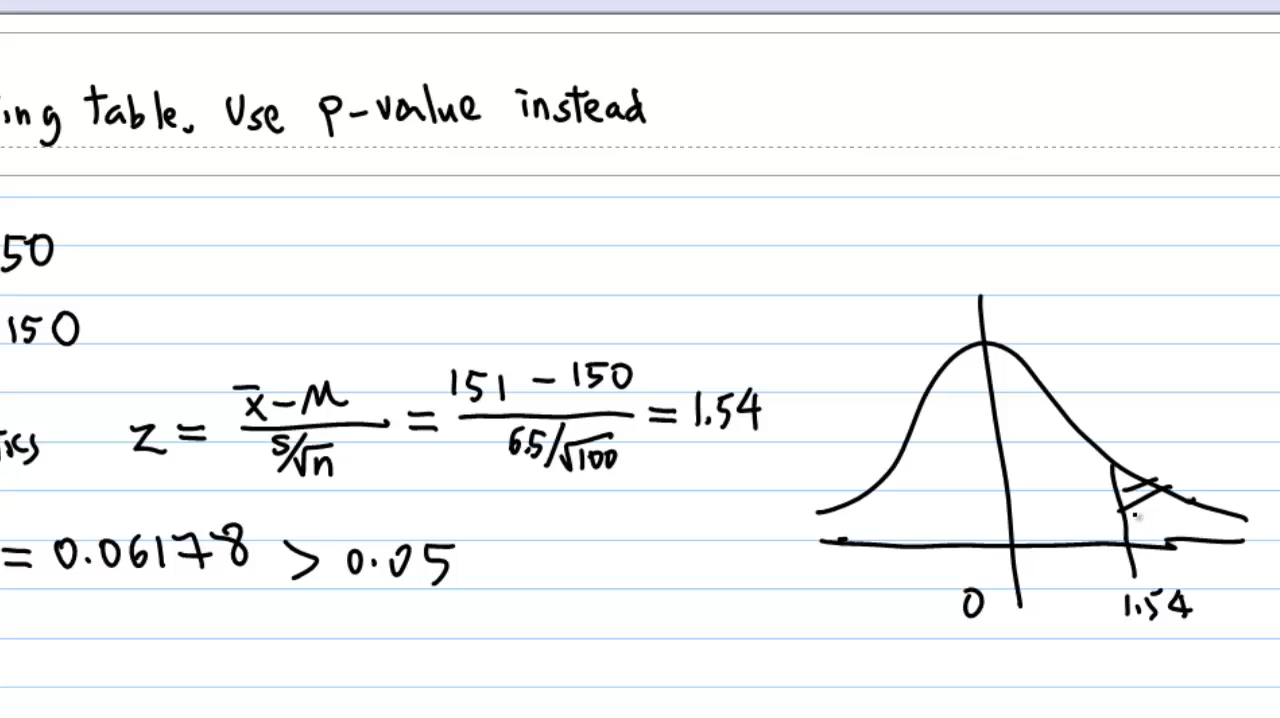 ing table. Use p-value instead
50
150
z = x̄-M / s/√n = 151 - 150 / 6.5/√100 = 1.54
tics
= 0.06178 > 0.05
0 1.54